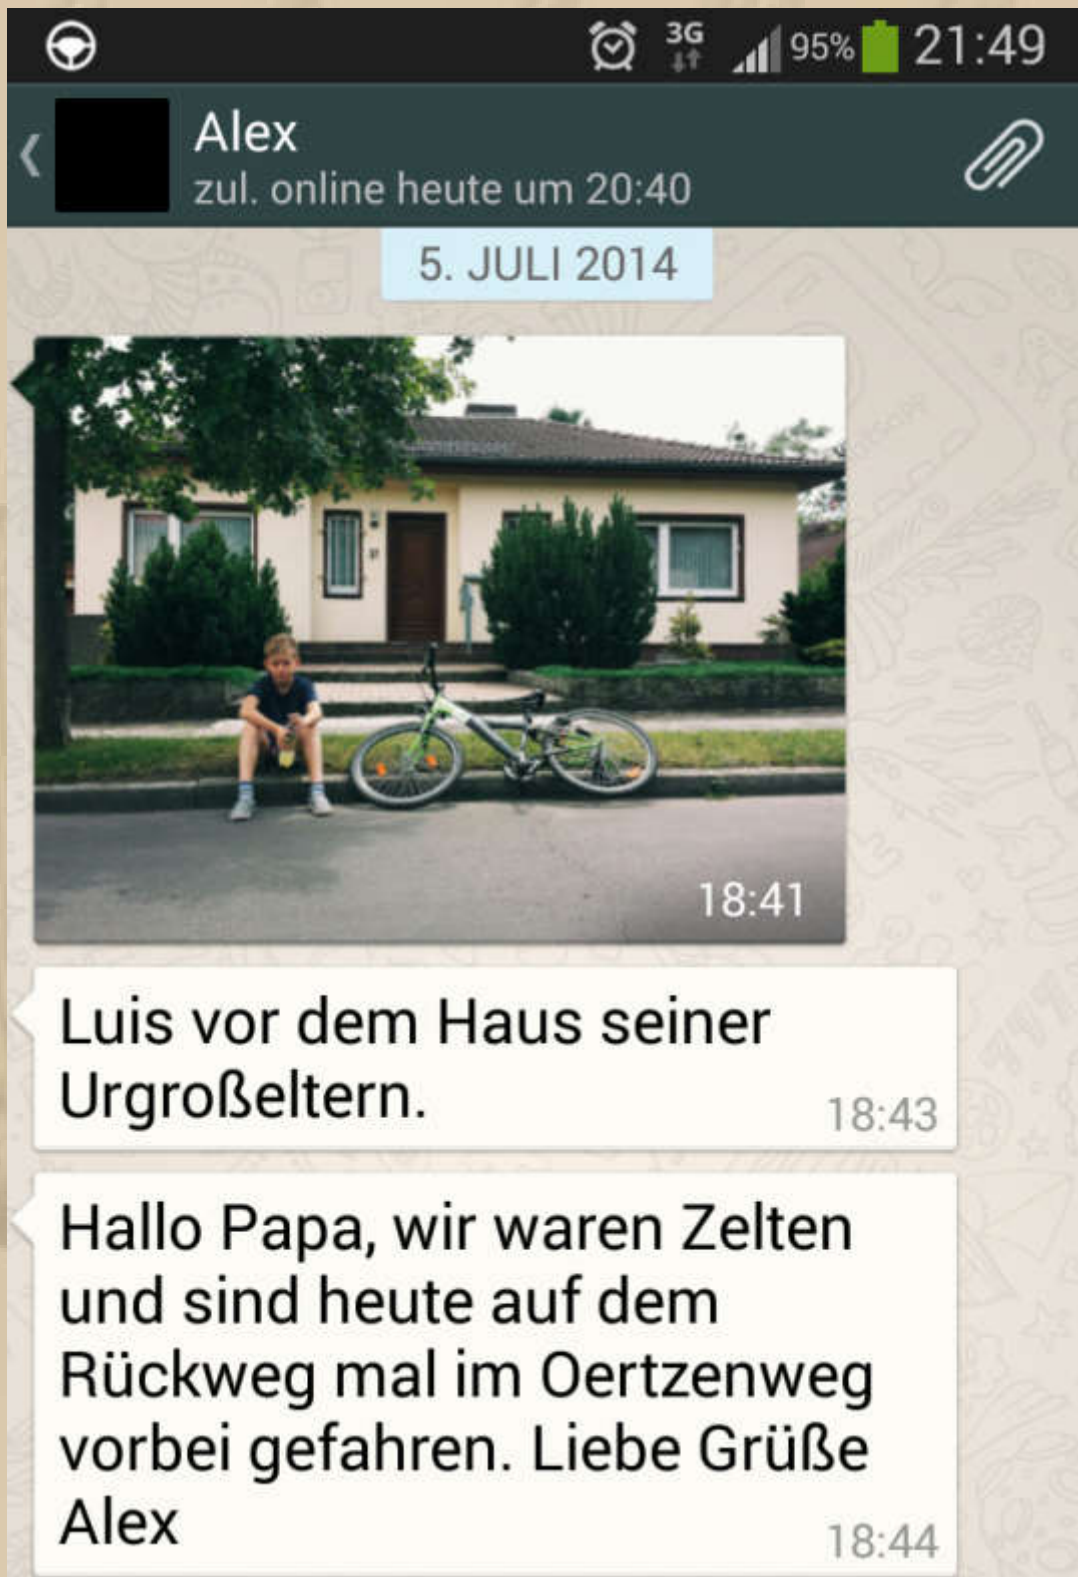 3G
95%
21:49
Alex
zul. online heute um 20:40
5. JULI 2014
18:41
Luis vor dem Haus seiner
Urgroßeltern.
18:43
Hallo Papa, wir waren Zelten
und sind heute auf dem
Rückweg mal im Oertzenweg
vorbei gefahren. Liebe Grüße
Alex
18:44